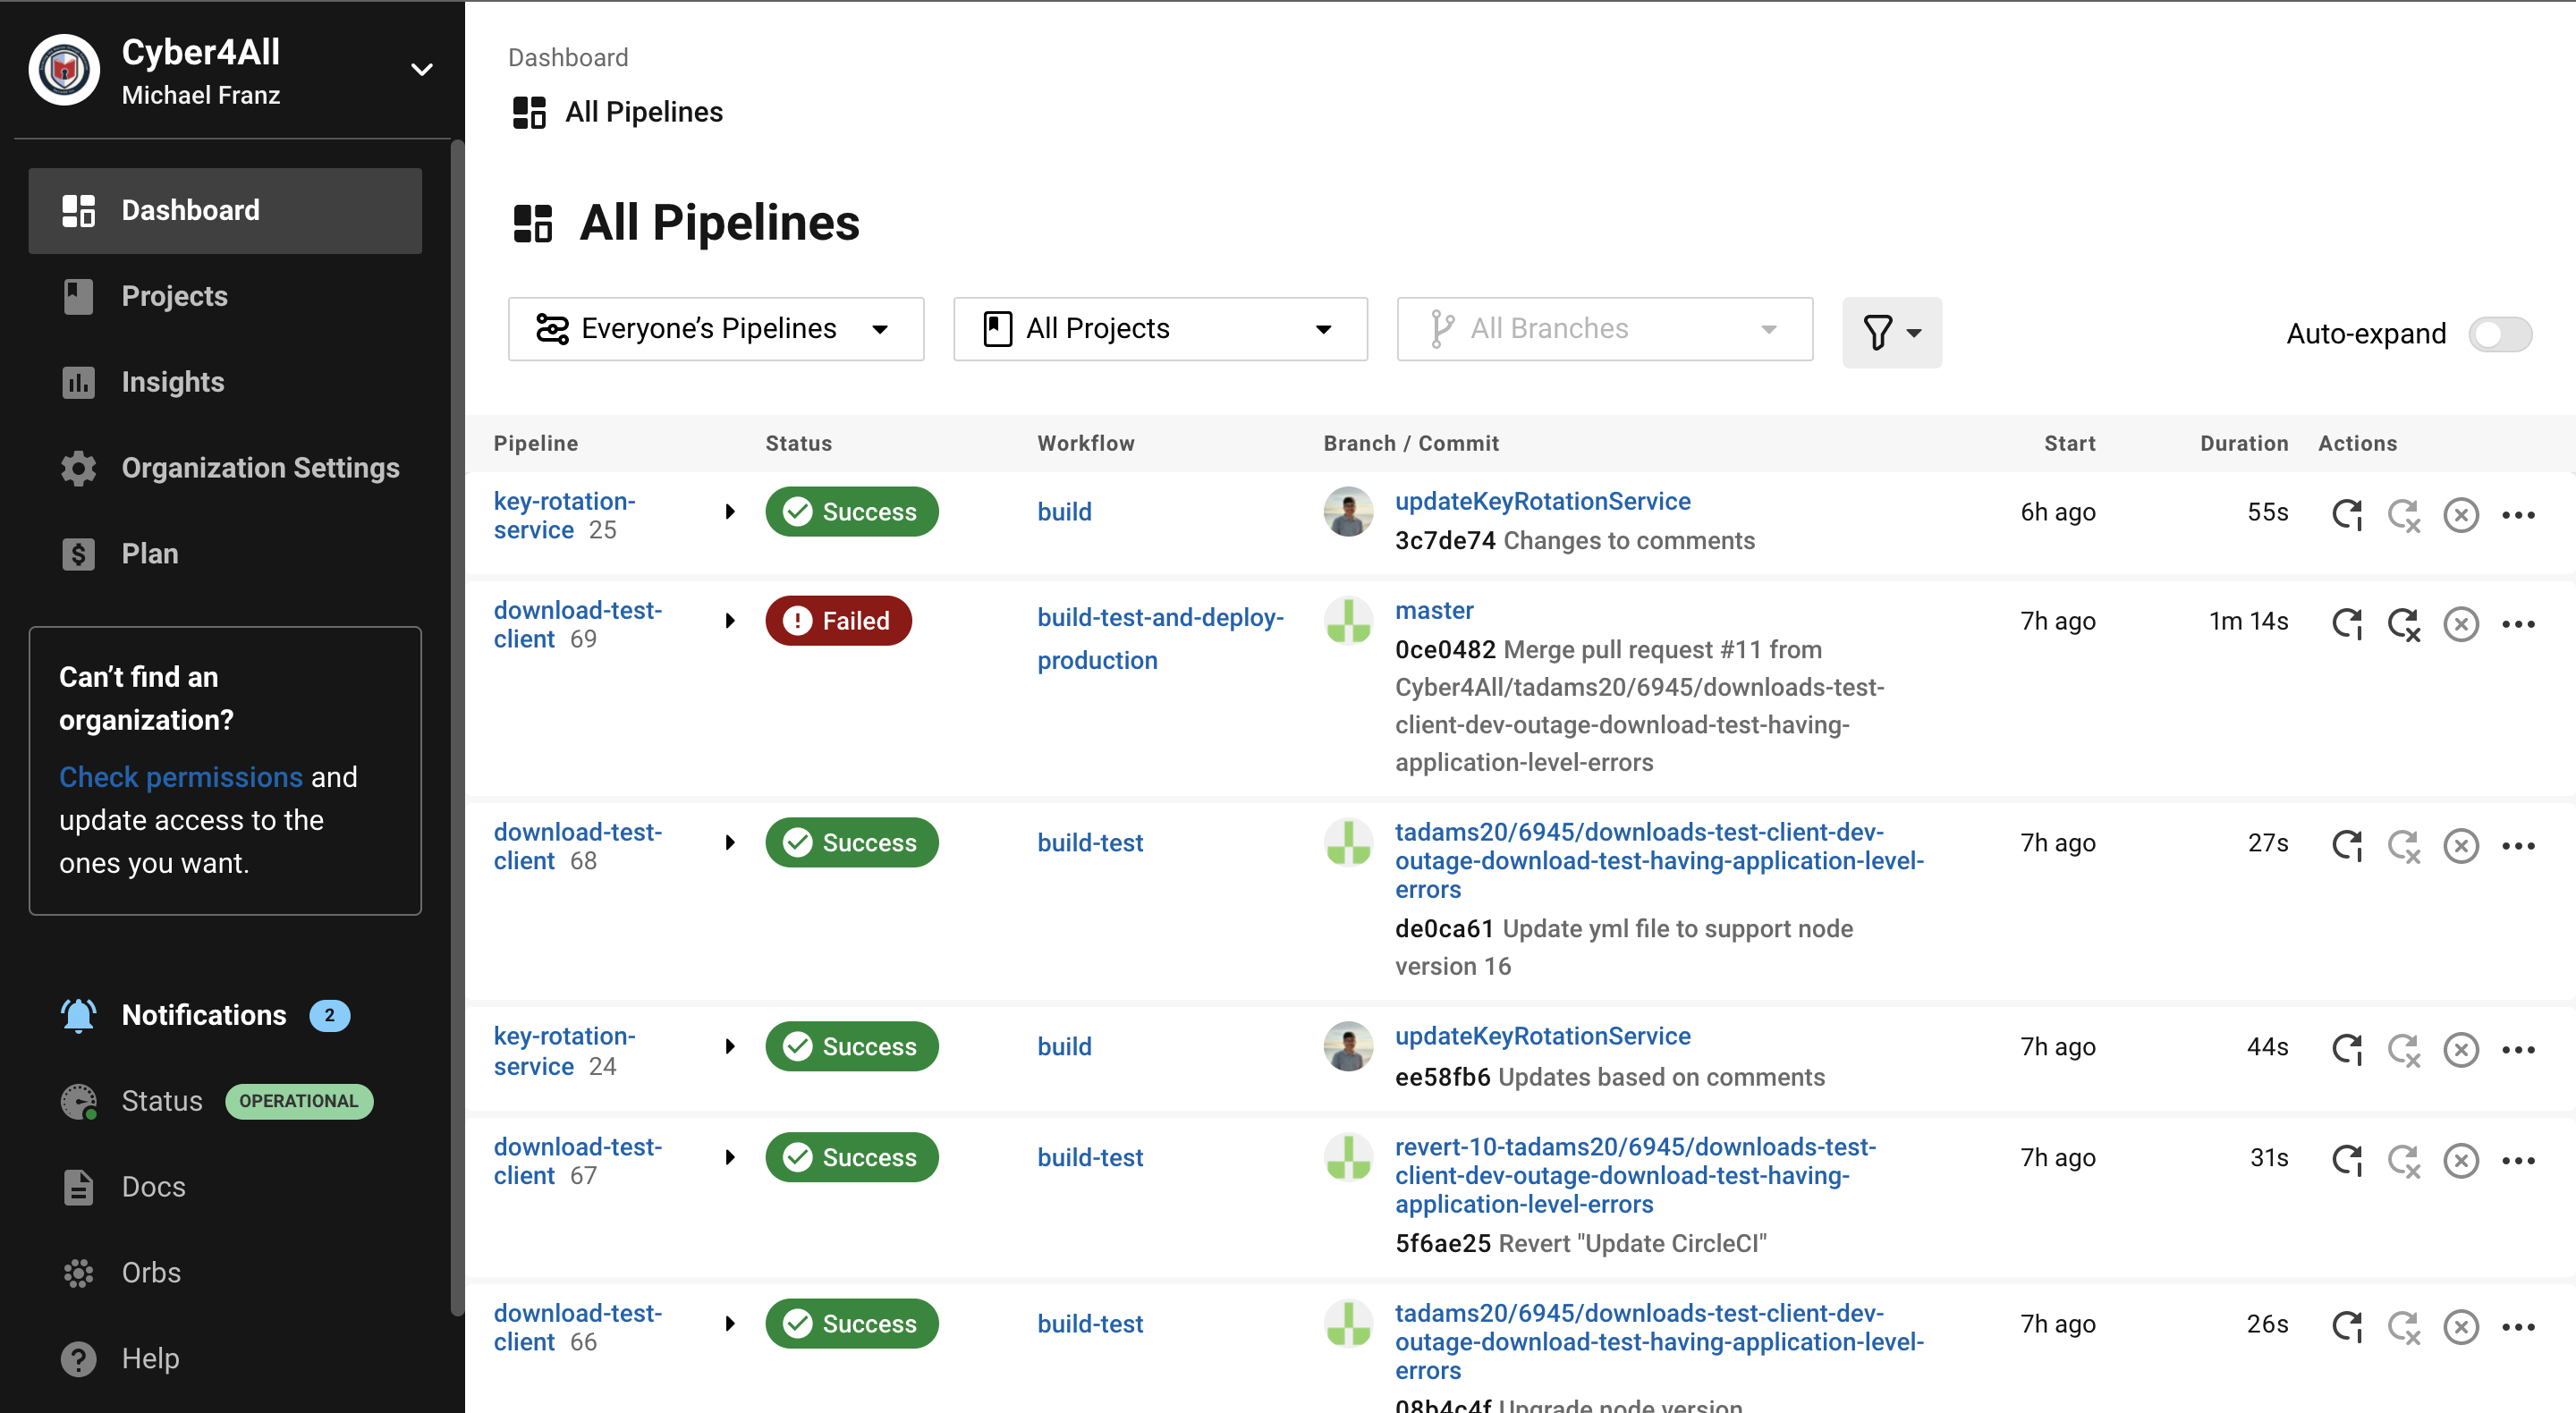 Cyber4All
Michael Franz
Dashboard
Projects
Insights
Organization Settings
Plan
Can’t find an
organization?
Check permissions and
update access to the
ones you want.
Notifications 2
Status OPERATIONAL
Docs
Orbs
Help
Dashboard
All Pipelines
All Pipelines
Everyone’s Pipelines All Projects All Branches Auto-expand
Pipeline Status Workflow Branch / Commit Start Duration Actions
key-rotation-
service 25
Success
build
updateKeyRotationService
3c7de74 Changes to comments
6h ago
55s
download-test-
client 69
Failed
build-test-and-deploy-
production
master
0ce0482 Merge pull request #11 from
Cyber4All/tadams20/6945/downloads-test-
client-dev-outage-download-test-having-
application-level-errors
7h ago
1m 14s
download-test-
client 68
Success
build-test
tadams20/6945/downloads-test-client-dev-
outage-download-test-having-application-level-
errors
de0ca61 Update yml file to support node
version 16
7h ago
27s
key-rotation-
service 24
Success
build
updateKeyRotationService
ee58fb6 Updates based on comments
7h ago
44s
download-test-
client 67
Success
build-test
revert-10-tadams20/6945/downloads-test-
client-dev-outage-download-test-having-
application-level-errors
5f6ae25 Revert "Update CircleCI"
7h ago
31s
download-test-
client 66
Success
build-test
tadams20/6945/downloads-test-client-dev-
outage-download-test-having-application-level-
errors
08b4c4f Upgrade node version
7h ago
26s